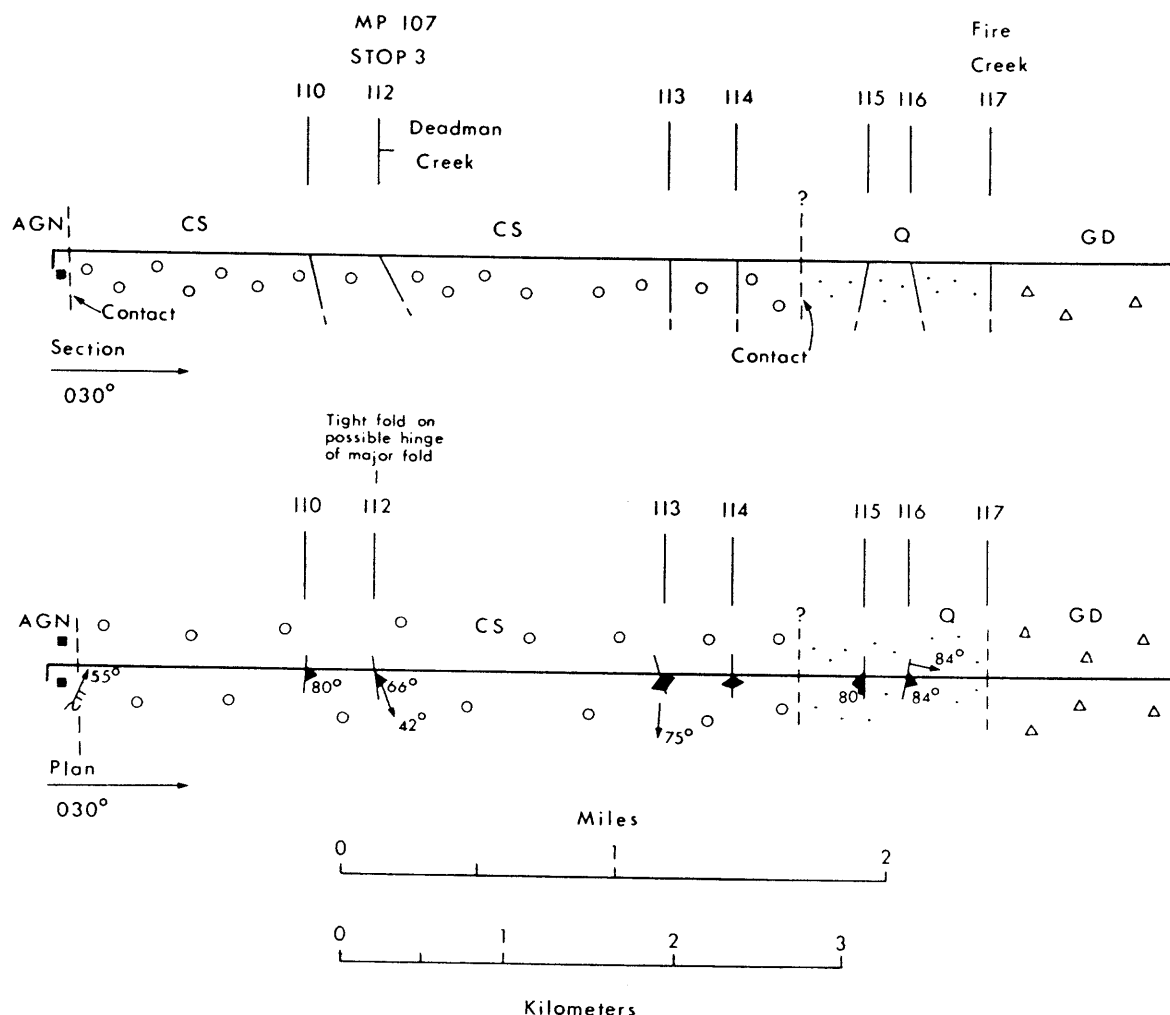 MP 107
STOP 3
Fire
Creek
110 112 113 114 115 116 117
Deadman
Creek
?
AGN CS CS Q GD
Contact
Contact
Section
030°
Tight fold on
possible hinge
of major fold
110 112 113 114 115 116 117
?
AGN CS Q GD
55° 80° 66° 80 84° 84°
42° 75°
Plan
030°
Miles
0 1 2
0 1 2 3
Kilometers